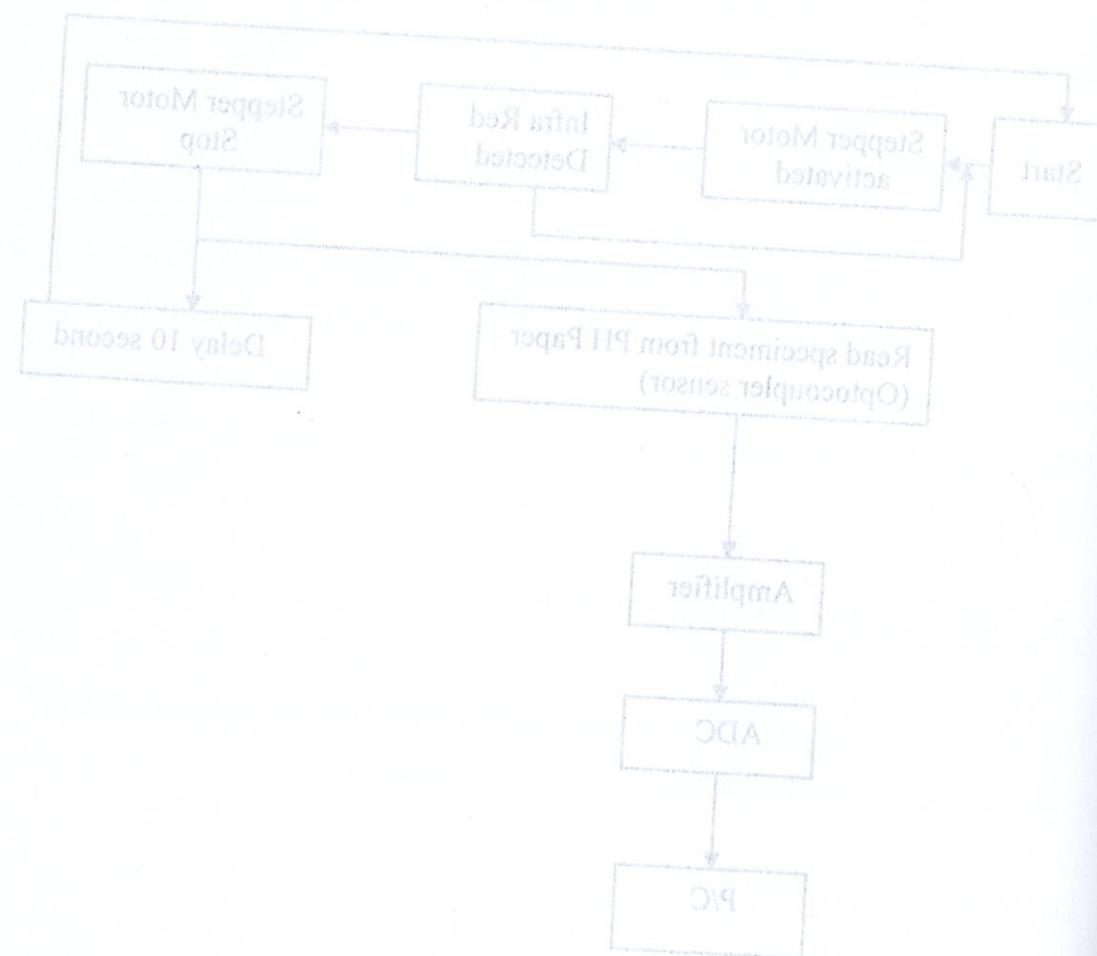 Start
Stepper Motor
activated
Infra Red
Detected
Stepper Motor
Stop
Delay 10 second
Read speciment from PH Paper
(Optocoupler sensor)
Amplifier
ADC
P/C